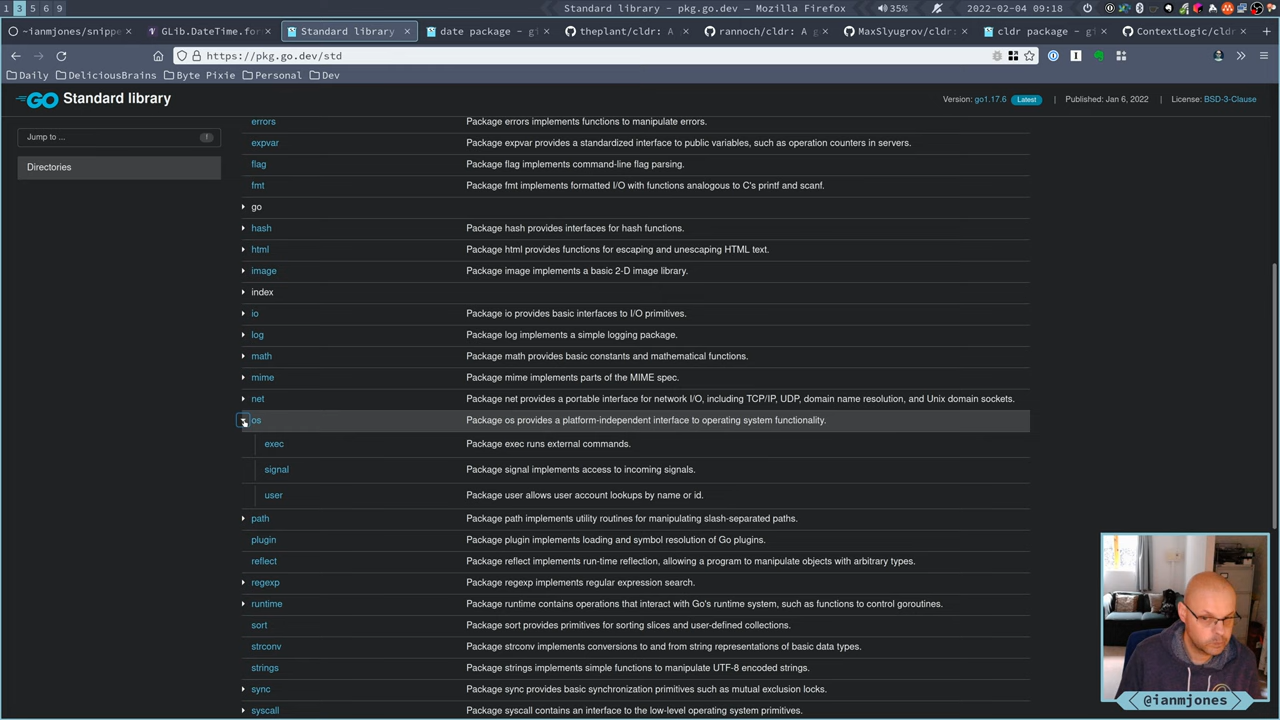 1 3 5 6 9
Standard library - pkg.go.dev — Mozilla Firefox
35%
2022-02-04 09:18
~ianmjones/snippe
GLib.DateTime.for
Standard library
date package - gi
theplant/cldr: A
rannoch/cldr: A g
MaxSlyugrov/cldr:
cldr package - gi
ContextLogic/cldr
https://pkg.go.dev/std
Daily DeliciousBrains Byte Pixie Personal Dev
GO Standard library
Version: go1.17.6 Latest | Published: Jan 6, 2022 | License: BSD-3-Clause
Jump to ...
Directories
errors Package errors implements functions to manipulate errors.
expvar Package expvar provides a standardized interface to public variables, such as operation counters in servers.
flag Package flag implements command-line flag parsing.
fmt Package fmt implements formatted I/O with functions analogous to C's printf and scanf.
go
hash Package hash provides interfaces for hash functions.
html Package html provides functions for escaping and unescaping HTML text.
image Package image implements a basic 2-D image library.
index
io Package io provides basic interfaces to I/O primitives.
log Package log implements a simple logging package.
math Package math provides basic constants and mathematical functions.
mime Package mime implements parts of the MIME spec.
net Package net provides a portable interface for network I/O, including TCP/IP, UDP, domain name resolution, and Unix domain sockets.
os Package os provides a platform-independent interface to operating system functionality.
exec Package exec runs external commands.
signal Package signal implements access to incoming signals.
user Package user allows user account lookups by name or id.
path Package path implements utility routines for manipulating slash-separated paths.
plugin Package plugin implements loading and symbol resolution of Go plugins.
reflect Package reflect implements run-time reflection, allowing a program to manipulate objects with arbitrary types.
regexp Package regexp implements regular expression search.
runtime Package runtime contains operations that interact with Go's runtime system, such as functions to control goroutines.
sort Package sort provides primitives for sorting slices and user-defined collections.
strconv Package strconv implements conversions to and from string representations of basic data types.
strings Package strings implements simple functions to manipulate UTF-8 encoded strings.
sync Package sync provides basic synchronization primitives such as mutual exclusion locks.
syscall Package syscall contains an interface to the low-level operating system primitives.
@ianmjones